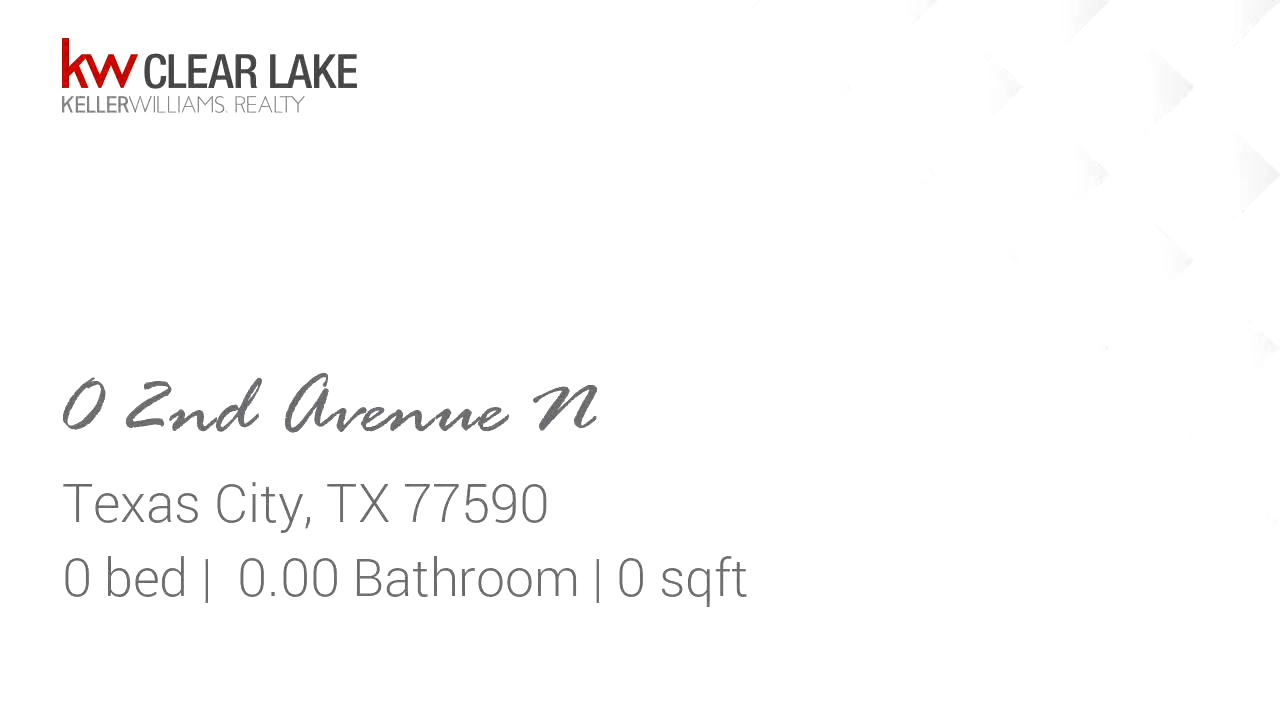 kw CLEAR LAKE
KELLERWILLIAMS. REALTY
0 2nd Avenue N
Texas City, TX 77590
0 bed | 0.00 Bathroom | 0 sqft